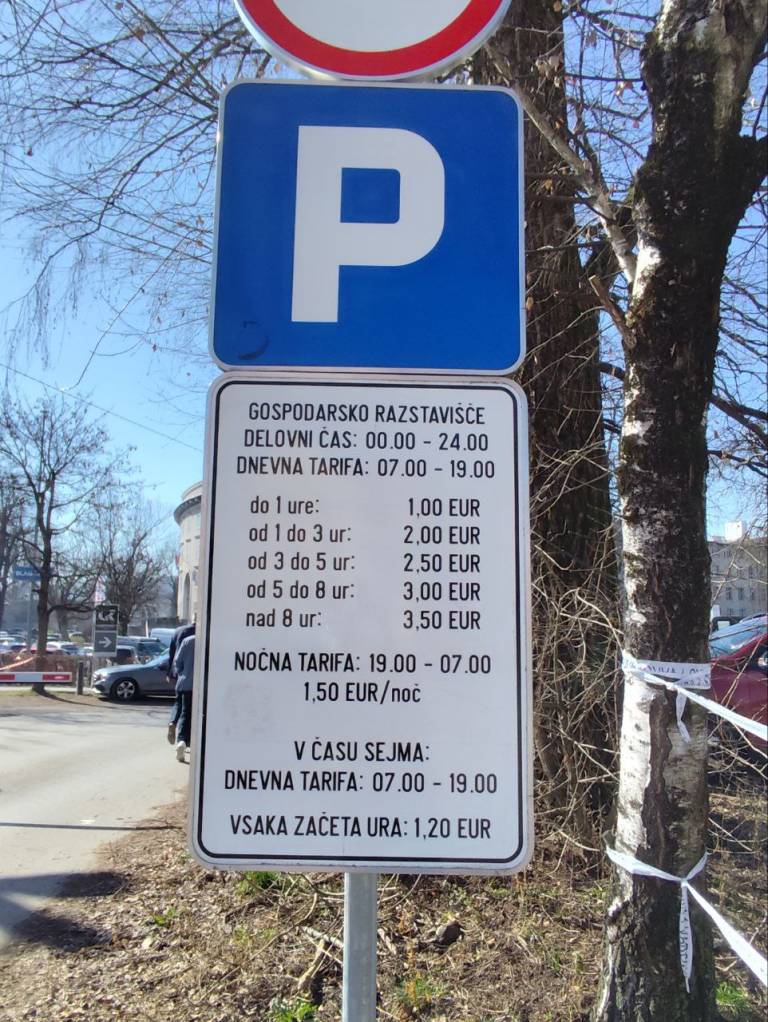 P
GOSPODARSKO RAZSTAVIŠČE
DELOVNI ČAS: 00.00 - 24.00
DNEVNA TARIFA: 07.00 - 19.00
do 1 ure: 1,00 EUR
od 1 do 3 ur: 2,00 EUR
od 3 do 5 ur: 2,50 EUR
od 5 do 8 ur: 3,00 EUR
nad 8 ur: 3,50 EUR
NOČNA TARIFA: 19.00 - 07.00
1,50 EUR/noč
V ČASU SEJMA:
DNEVNA TARIFA: 07.00 - 19.00
VSAKA ZAČETA URA: 1,20 EUR